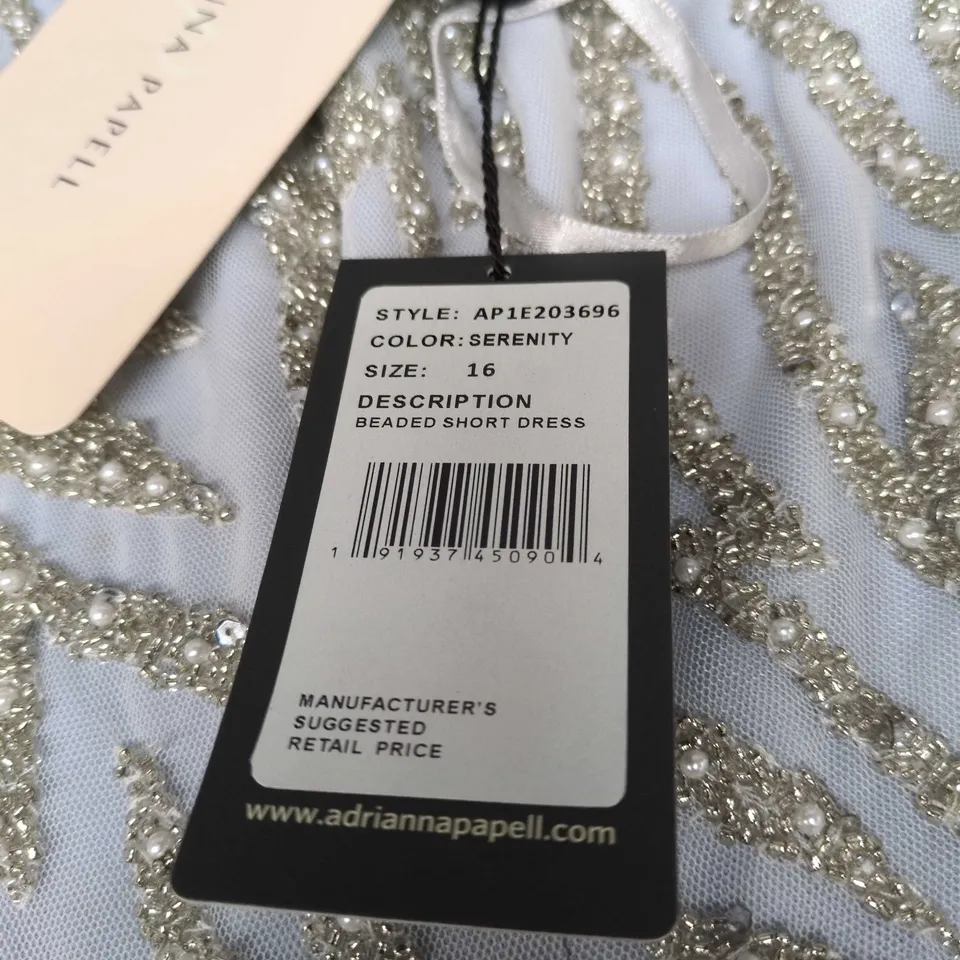 NNA PAPELL
STYLE: AP1E203696
COLOR: SERENITY
SIZE: 16
DESCRIPTION
BEADED SHORT DRESS
1 91937 45090 4
MANUFACTURER'S
SUGGESTED
RETAIL PRICE
www.adriannapapell.com